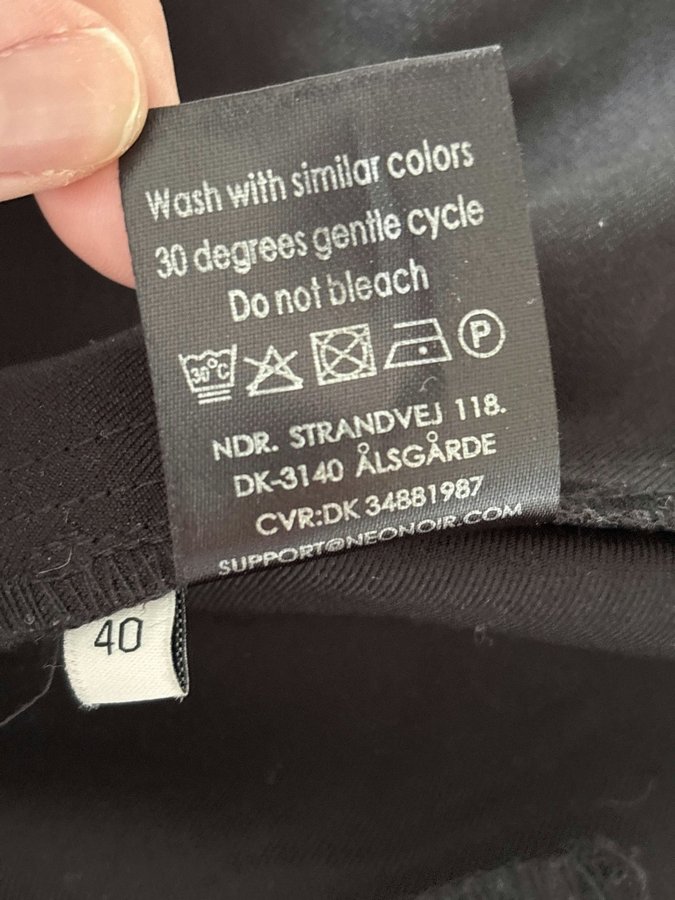 Wash with similar colors
30 degrees gentle cycle
Do not bleach
30°C P
NDR. STRANDVEJ 118.
DK-3140 ÅLSGÅRDE
CVR:DK 34881987
SUPPORT@NEONOIR.COM
40